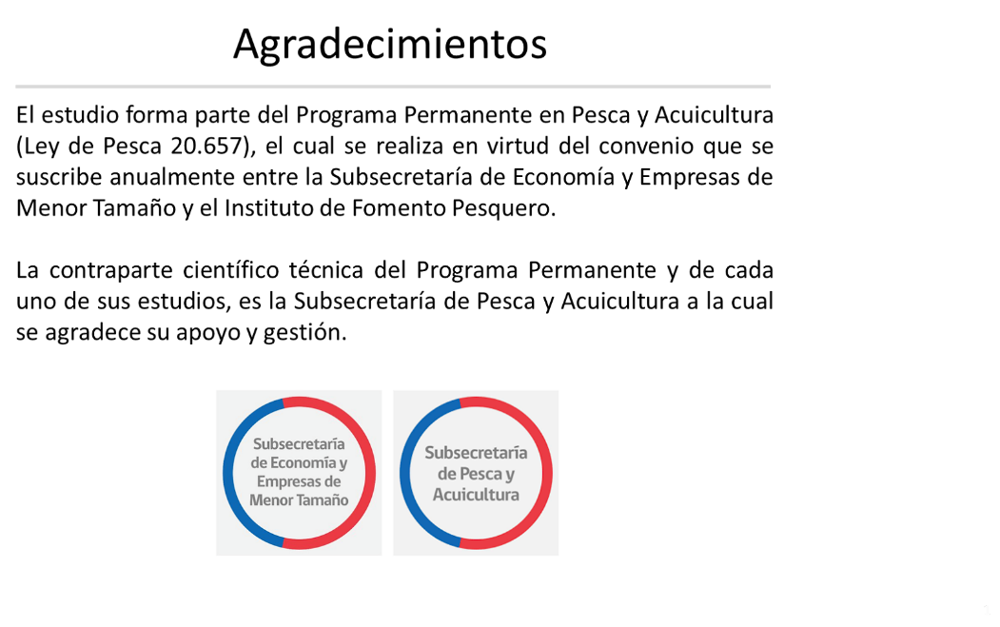 Agradecimientos
El estudio forma parte del Programa Permanente en Pesca y Acuicultura
(Ley de Pesca 20.657), el cual se realiza en virtud del convenio que se
suscribe anualmente entre la Subsecretaría de Economía y Empresas de
Menor Tamaño y el Instituto de Fomento Pesquero.
La contraparte científico técnica del Programa Permanente y de cada
uno de sus estudios, es la Subsecretaría de Pesca y Acuicultura a la cual
se agradece su apoyo y gestión.
Subsecretaría
de Economía y
Empresas de
Menor Tamaño
Subsecretaría
de Pesca y
Acuicultura